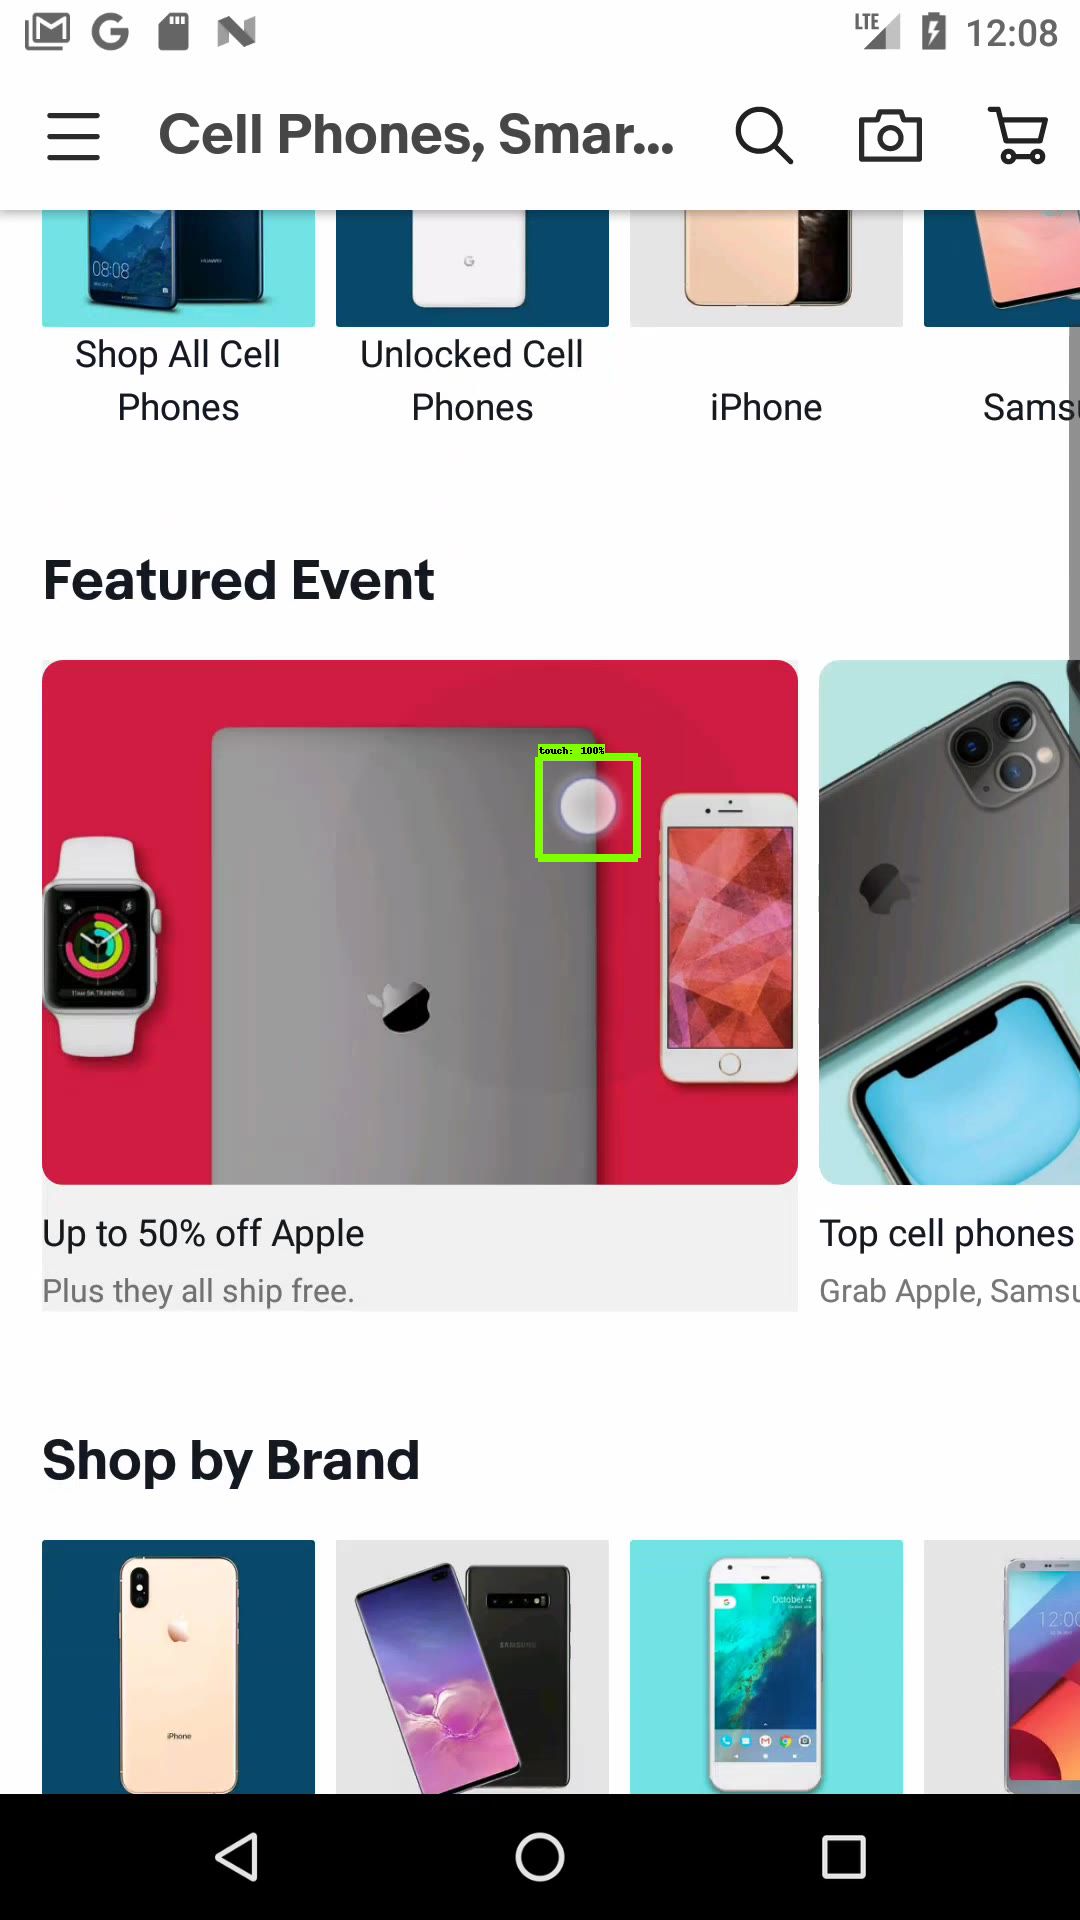 12:08
LTE
Cell Phones, Smar...
08:08
HUAWEI
G
Shop All Cell
Phones
Unlocked Cell
Phones
iPhone
Sams
Featured Event
touch: 100%
Up to 50% off Apple
Plus they all ship free.
Top cell phones
Grab Apple, Samsu
Shop by Brand
iPhone
SAMSUNG
October 4
12:00